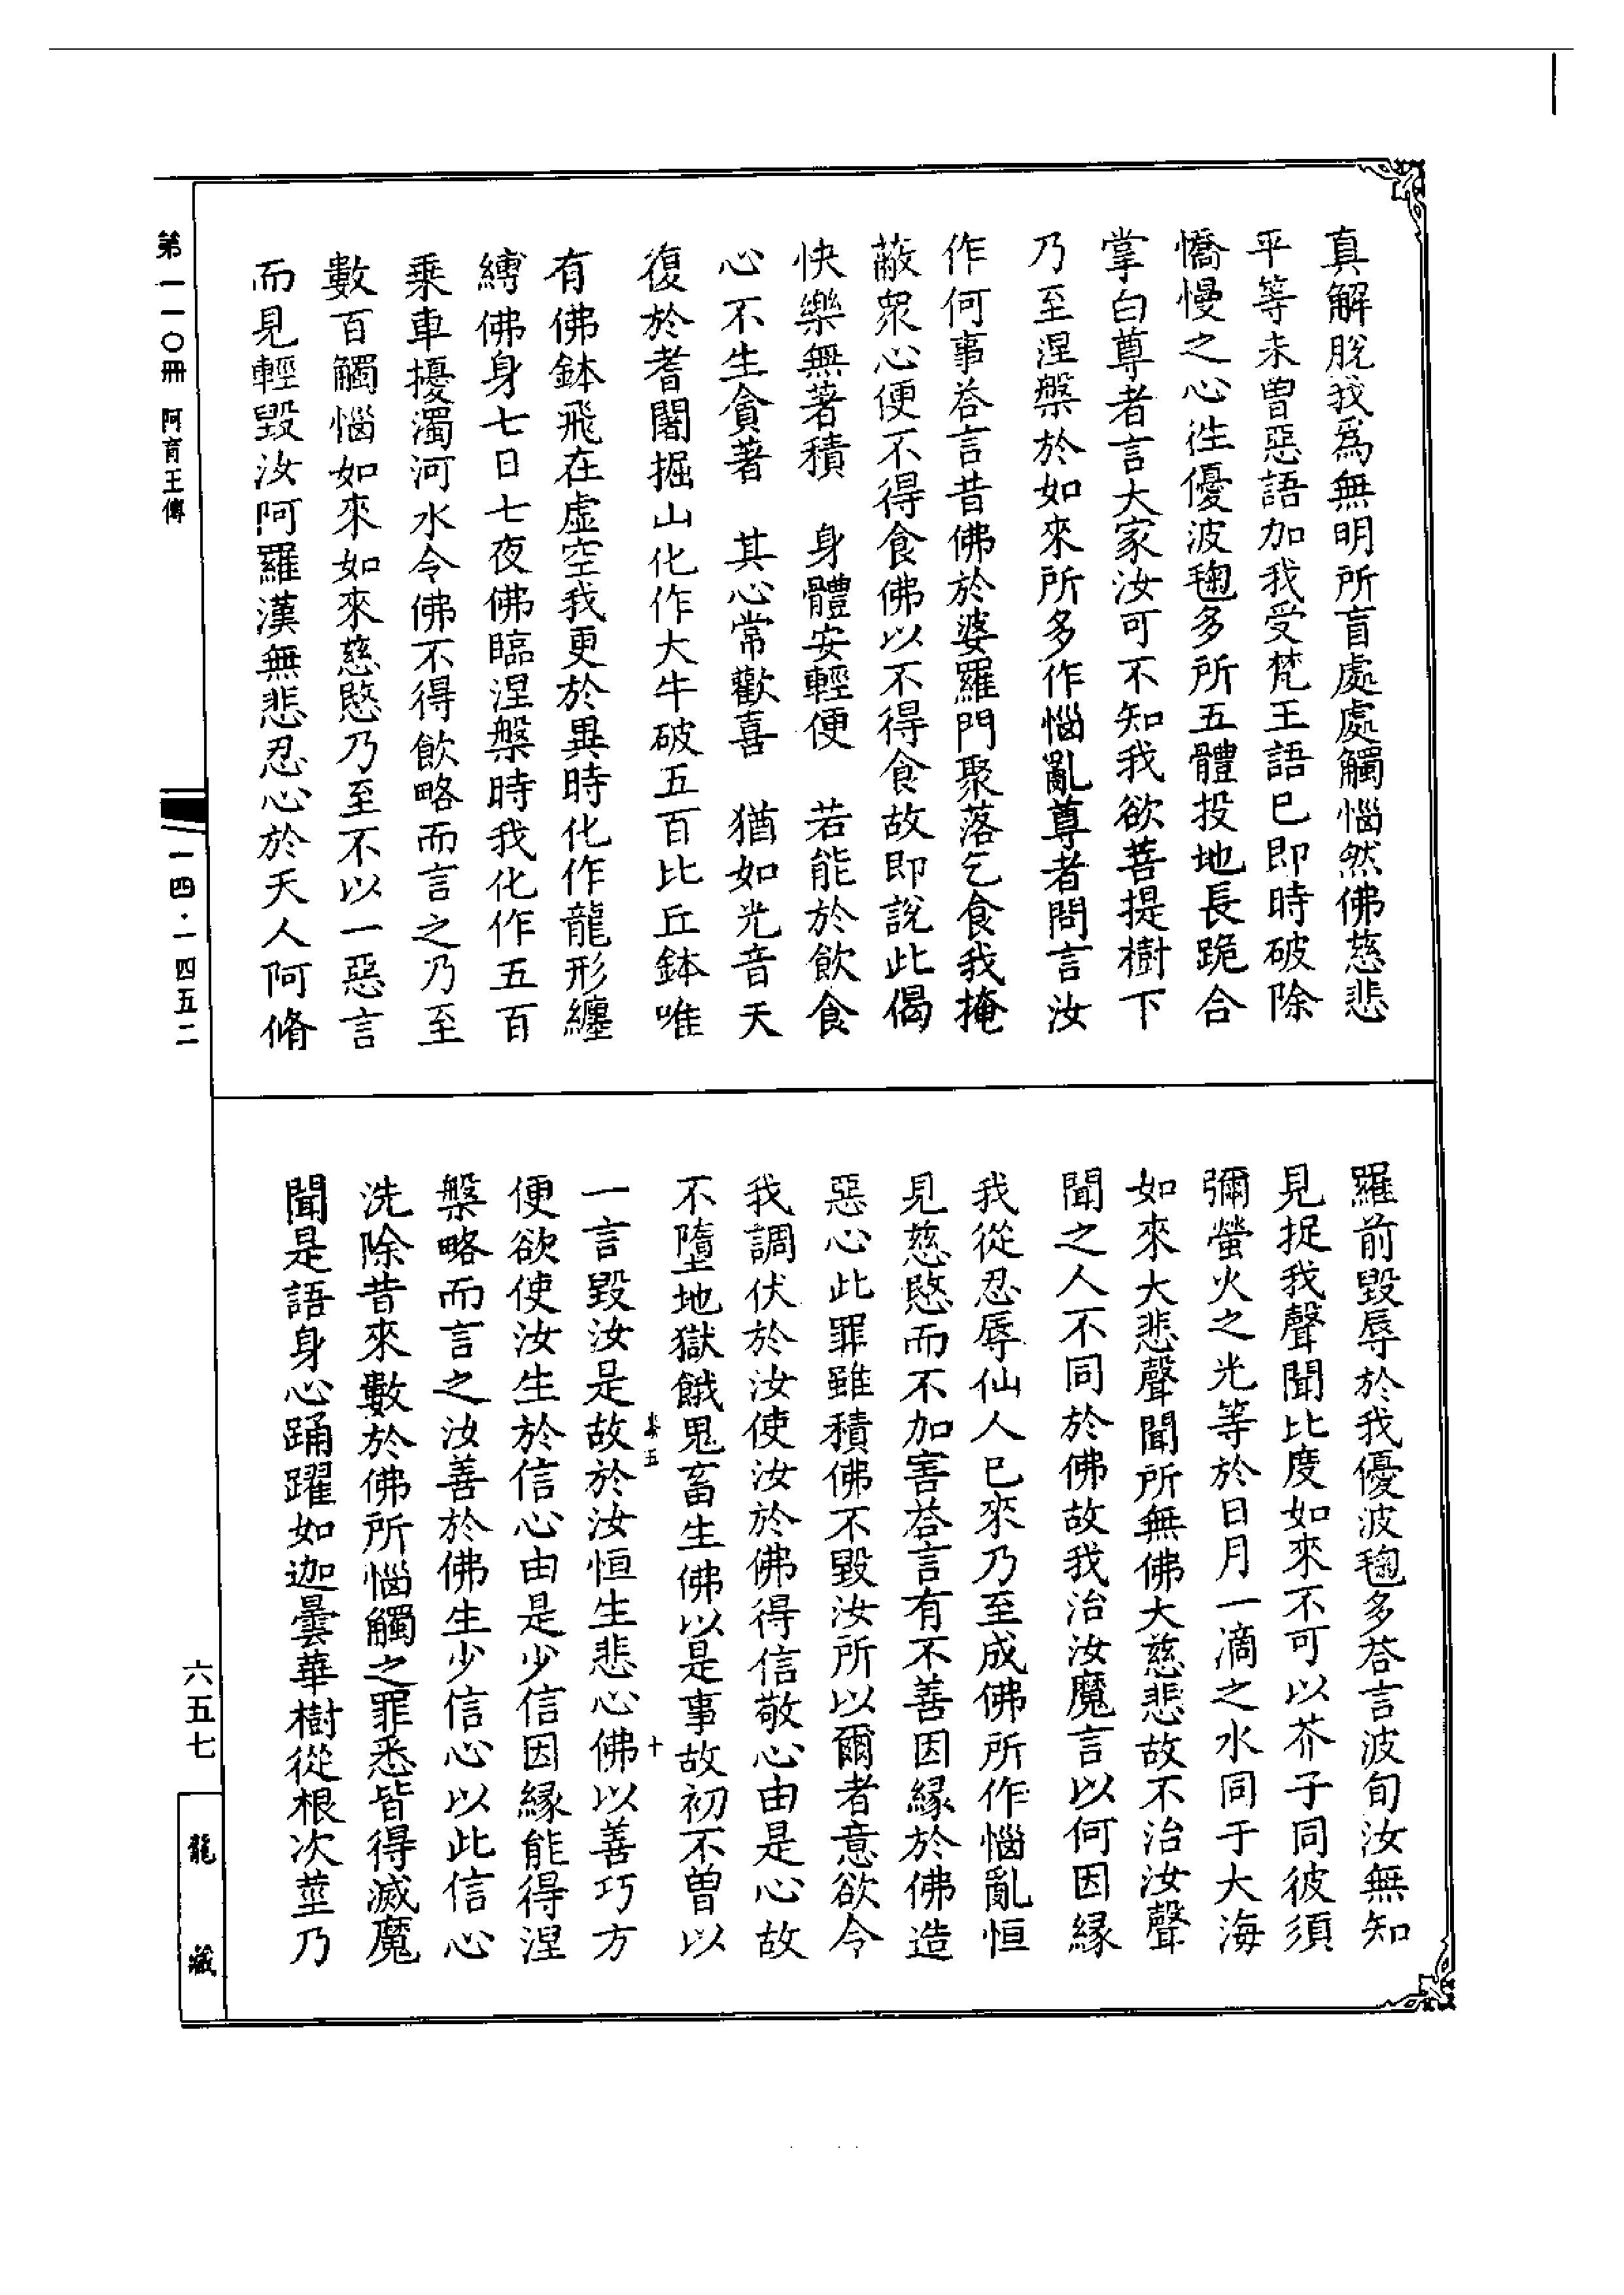 真解脫我爲無明所盲處處觸惱然佛慈悲
平等未曾惡語加我受梵王語已即時破除
憍慢之心往優波毱多所五體投地長跪合
掌白尊者言大家汝可不知我欲菩提樹下
乃至涅槃於如來所多作惱亂尊者問言汝
作何事荅言昔佛於婆羅門聚落乞食我掩
蔽衆心便不得食佛以不得食故即說此偈
快樂無著積　身體安輕便　若能於飲食
心不生貪著　其心常歡喜　猶如光音天
復於耆闍掘山化作大牛破五百比丘鉢唯
有佛鉢飛在虛空我更於異時化作龍形纏
縛佛身七日七夜佛臨涅槃時我化作五百
乘車擾濁河水令佛不得飲略而言之乃至
數百觸惱如來如來慈愍乃至不以一惡言
而見輕毀汝阿羅漢無悲忍心於天人阿脩
羅前毀辱於我優波毱多荅言波旬汝無知
見捉我聲聞比度如來不可以芥子同彼須
彌螢火之光等於日月一滴之水同于大海
如來大悲聲聞所無佛大慈悲故不治汝聲
聞之人不同於佛故我治汝魔言以何因緣
我從忍辱仙人已來乃至成佛所作惱亂恒
見慈愍而不加害荅言有不善因緣於佛造
惡心此罪雖積佛不毀汝所以爾者意欲令
我調伏於汝使汝於佛得信敬心由是心故
不墮地獄餓鬼畜生佛以是事故初不曾以
卷五　十
一言毀汝是故於汝恒生悲心佛以善巧方
便欲使汝生於信心由是少信因緣能得涅
槃略而言之汝善於佛生少信心以此信心
洗除昔來數於佛所惱觸之罪悉皆得滅魔
聞是語身心踊躍如迦曇華樹從根次莖乃
第一一〇冊　阿育王傳
一四·一四五二
六五七
龍藏